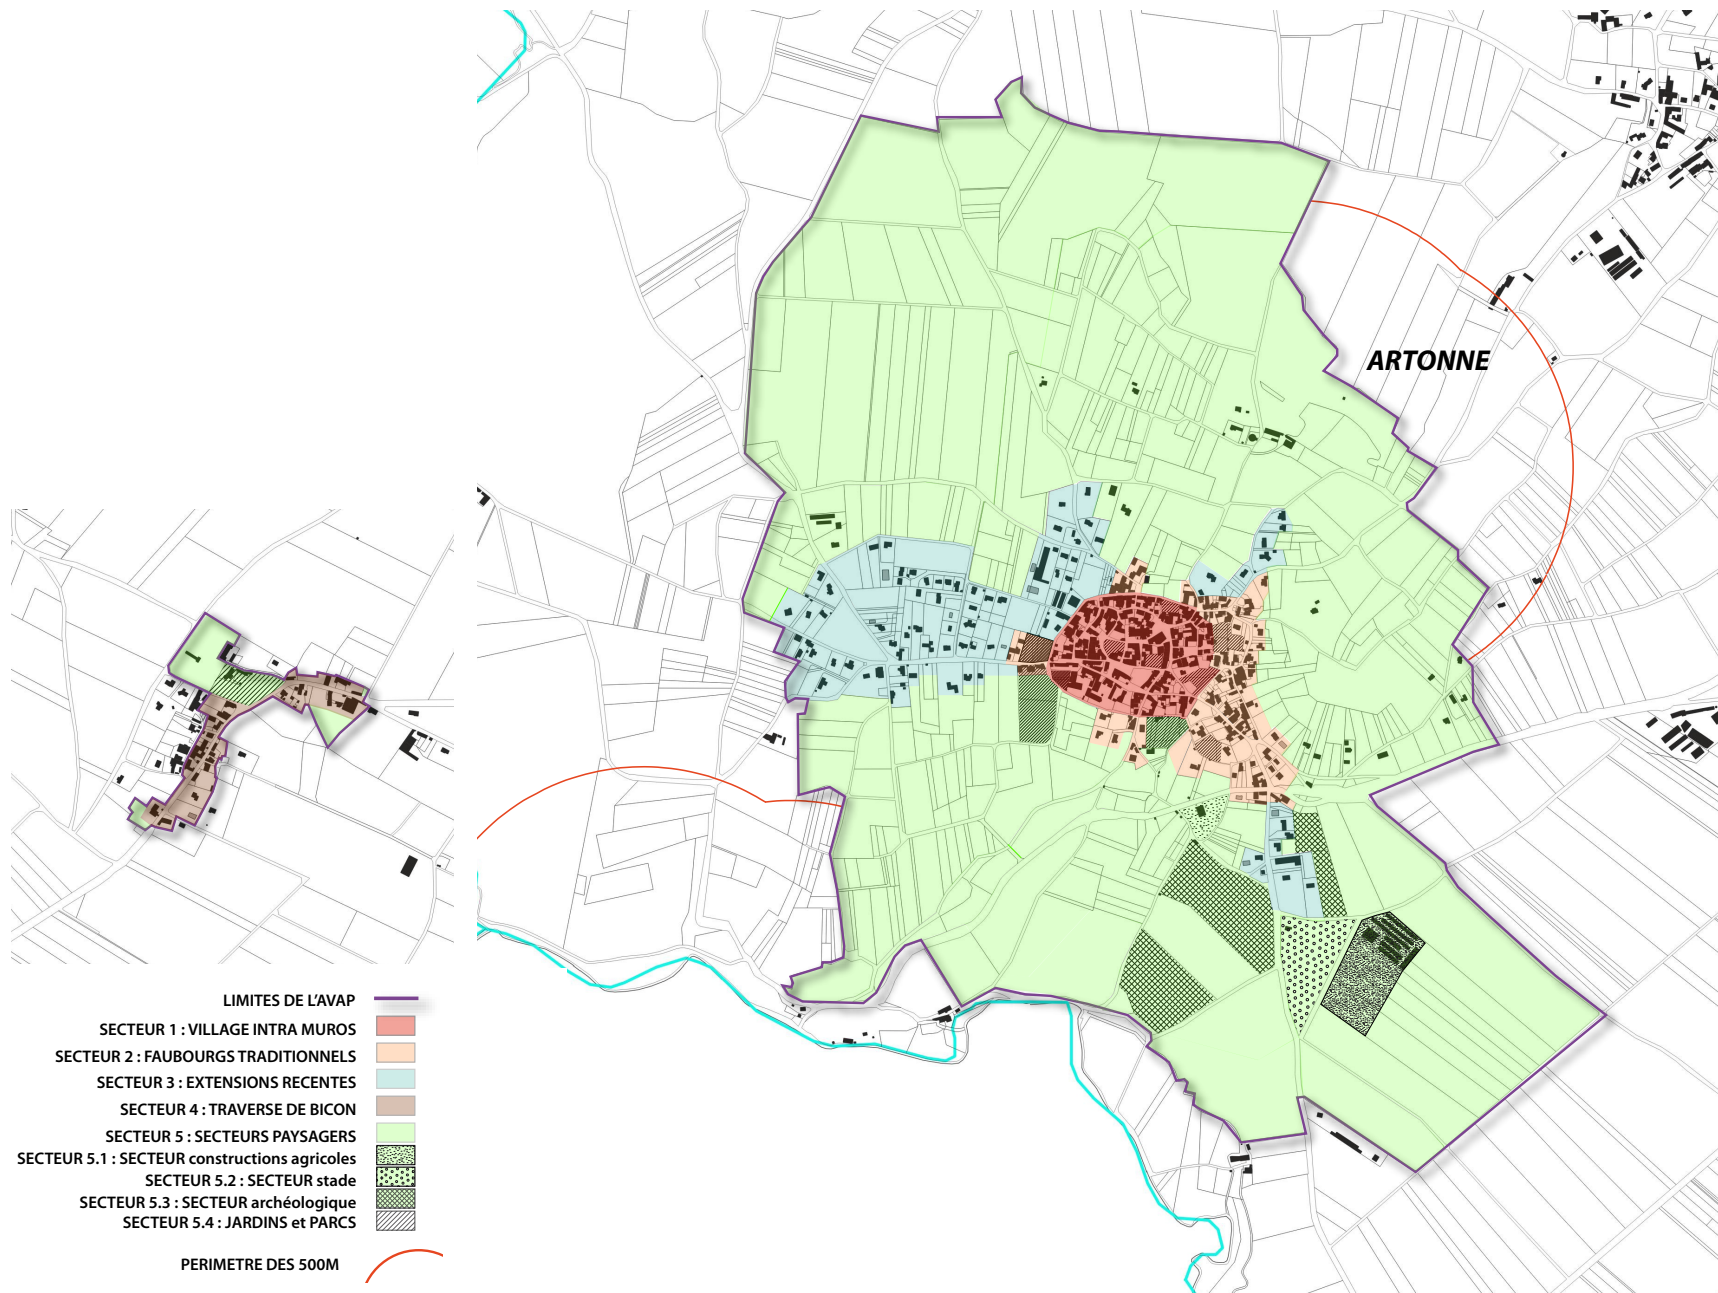 ARTONNE
LIMITES DE L'AVAP
SECTEUR 1 : VILLAGE INTRA MUROS
SECTEUR 2 : FAUBOURGS TRADITIONNELS
SECTEUR 3 : EXTENSIONS RECENTES
SECTEUR 4 : TRAVERSE DE BICON
SECTEUR 5 : SECTEURS PAYSAGERS
SECTEUR 5.1 : SECTEUR constructions agricoles
SECTEUR 5.2 : SECTEUR stade
SECTEUR 5.3 : SECTEUR archéologique
SECTEUR 5.4 : JARDINS et PARCS
PERIMETRE DES 500M